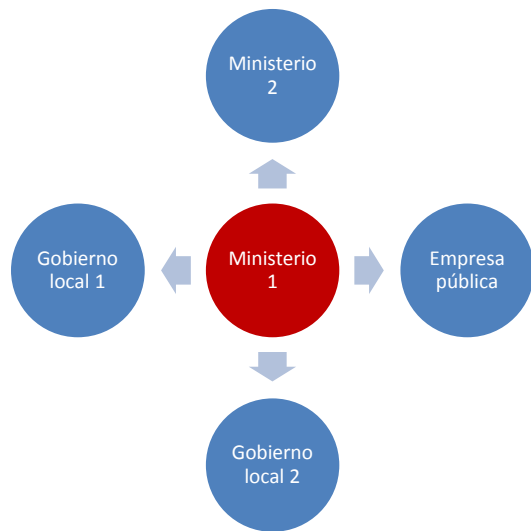 Ministerio
2
Gobierno
local 1
Ministerio
1
Empresa
pública
Gobierno
local 2